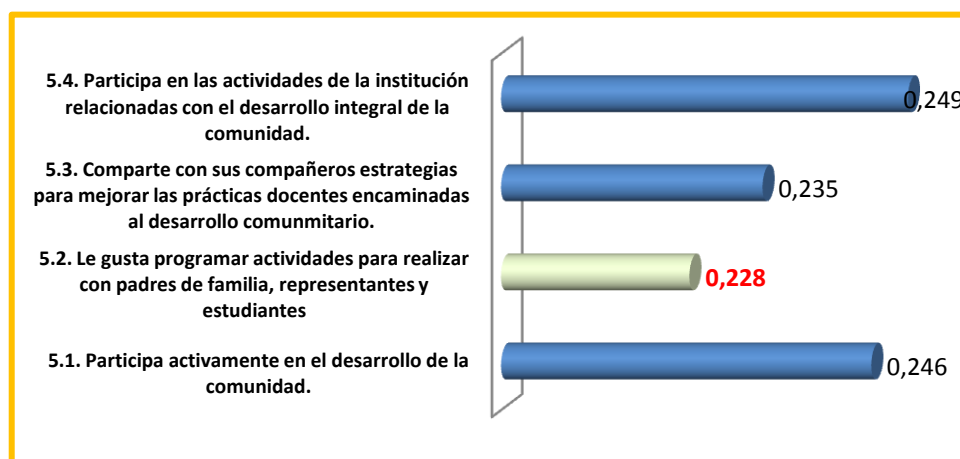 5.4. Participa en las actividades de la institución
relacionadas con el desarrollo integral de la
comunidad.
0,249
5.3. Comparte con sus compañeros estrategias
para mejorar las prácticas docentes encaminadas
al desarrollo comunmitario.
0,235
5.2. Le gusta programar actividades para realizar
con padres de familia, representantes y
estudiantes
0,228
5.1. Participa activamente en el desarrollo de la
comunidad.
0,246